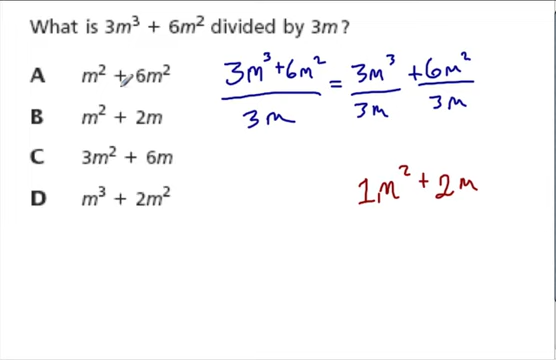 What is 3m³ + 6m² divided by 3m?
A m² + 6m²
B m² + 2m
C 3m² + 6m
D m³ + 2m²
3m³+6m² = 3m³ + 6m²
3m 3m 3m
1m² + 2m